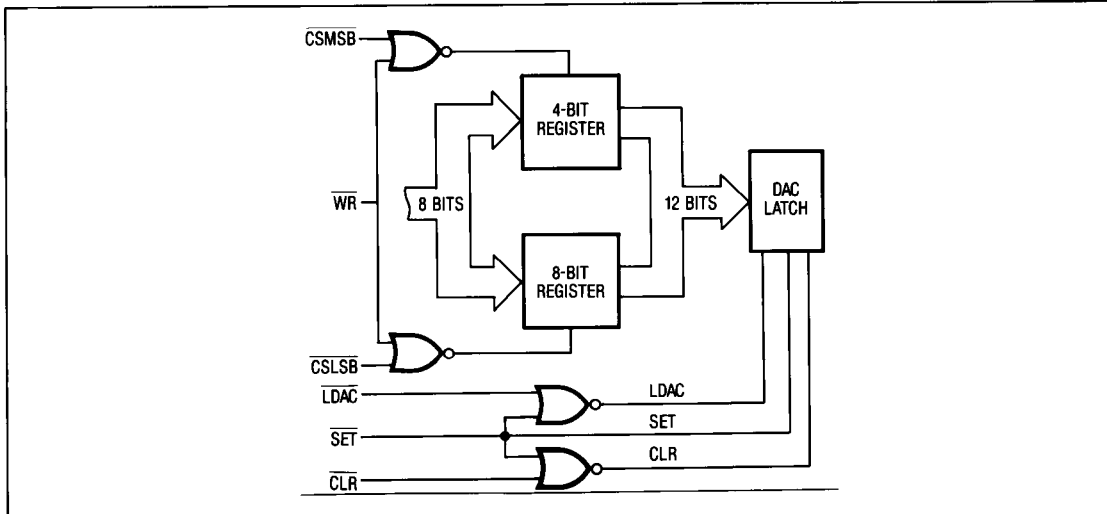 CSMSB
4-BIT
REGISTER
WR
8 BITS
12 BITS
DAC
LATCH
8-BIT
REGISTER
CSLSB
LDAC
LDAC
SET
SET
CLR
CLR